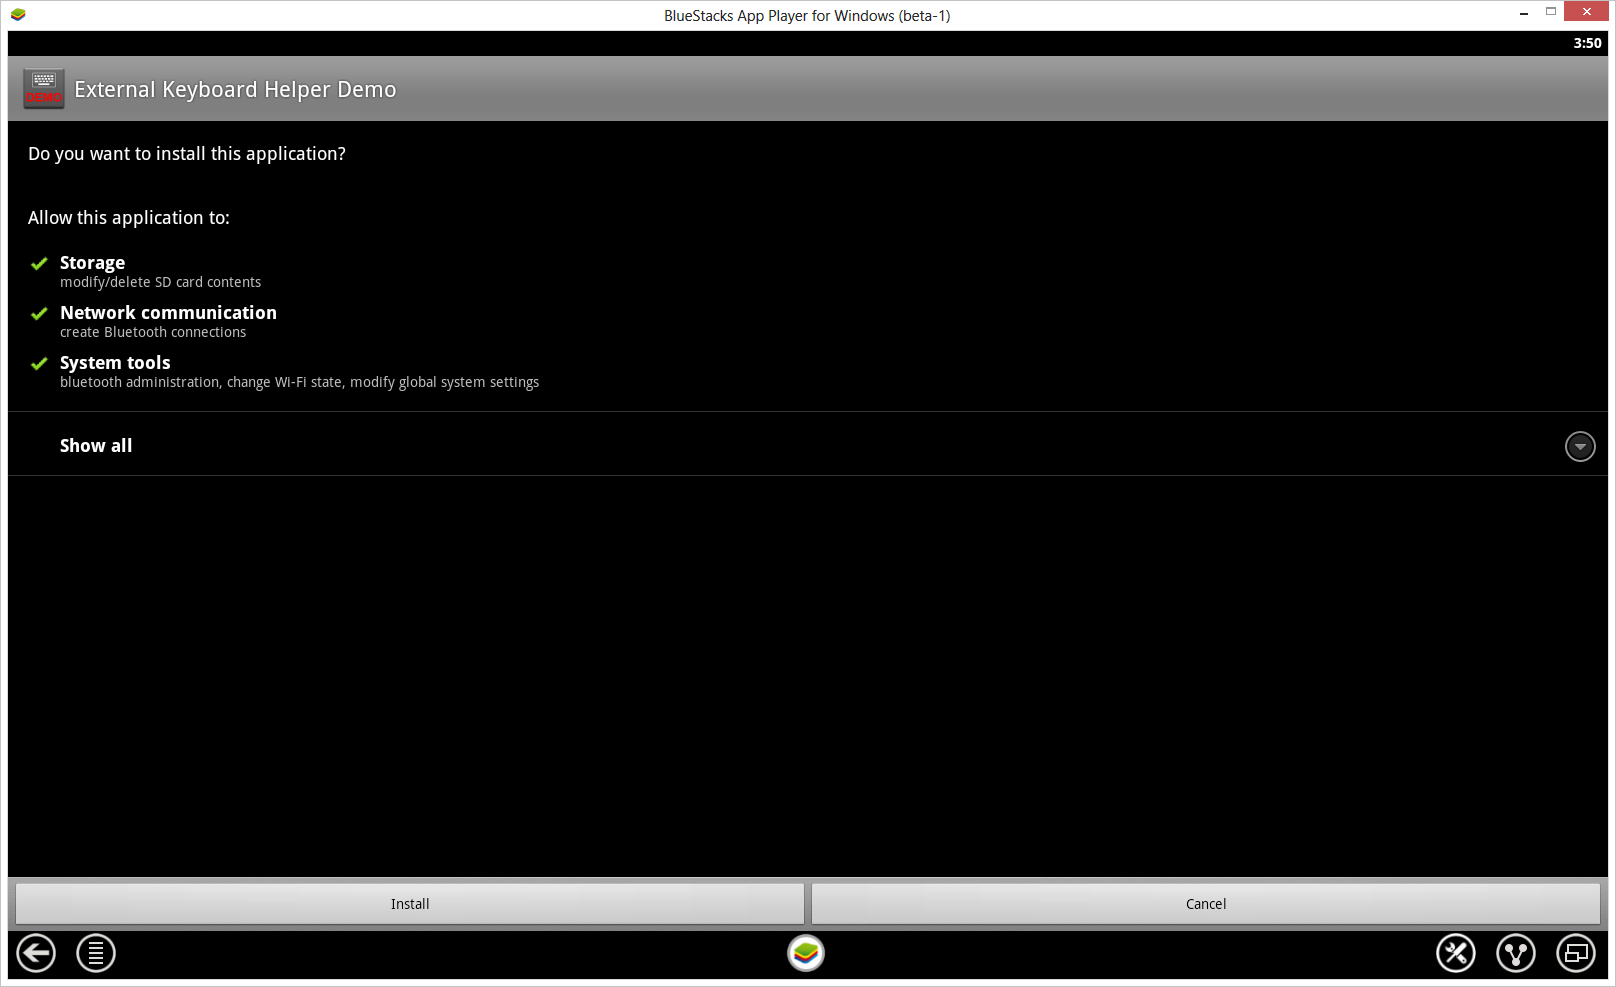 BlueStacks App Player for Windows (beta-1)
3:50
DEMO
External Keyboard Helper Demo
Do you want to install this application?
Allow this application to:
Storage
modify/delete SD card contents
Network communication
create Bluetooth connections
System tools
bluetooth administration, change Wi-Fi state, modify global system settings
Show all
Install
Cancel